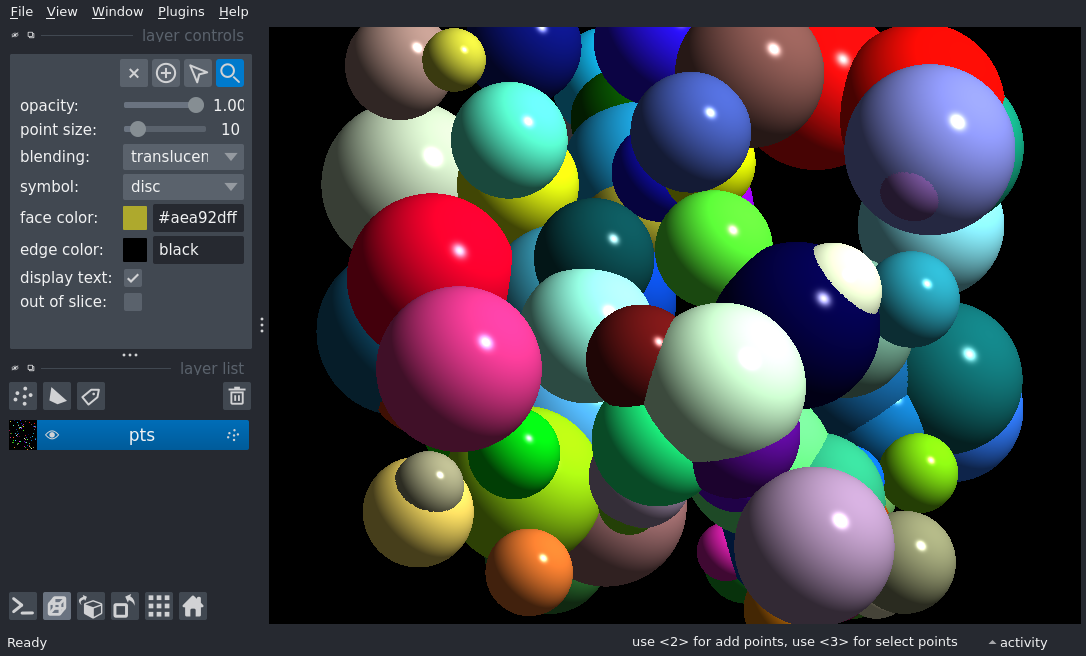 File View Window Plugins Help
layer controls
opacity: 1.00
point size: 10
blending: translucen
symbol: disc
face color: #aea92dff
edge color: black
display text:
out of slice:
layer list
pts
Ready
use <2> for add points, use <3> for select points
activity